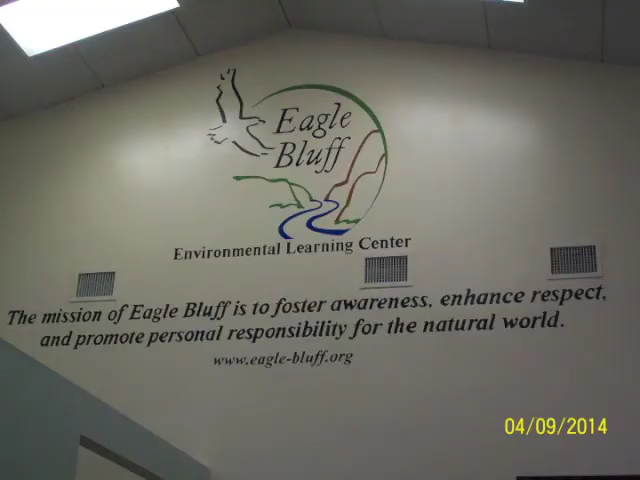 Eagle
Bluff
Environmental Learning Center
The mission of Eagle Bluff is to foster awareness, enhance respect,
and promote personal responsibility for the natural world.
www.eagle-bluff.org
04/09/2014